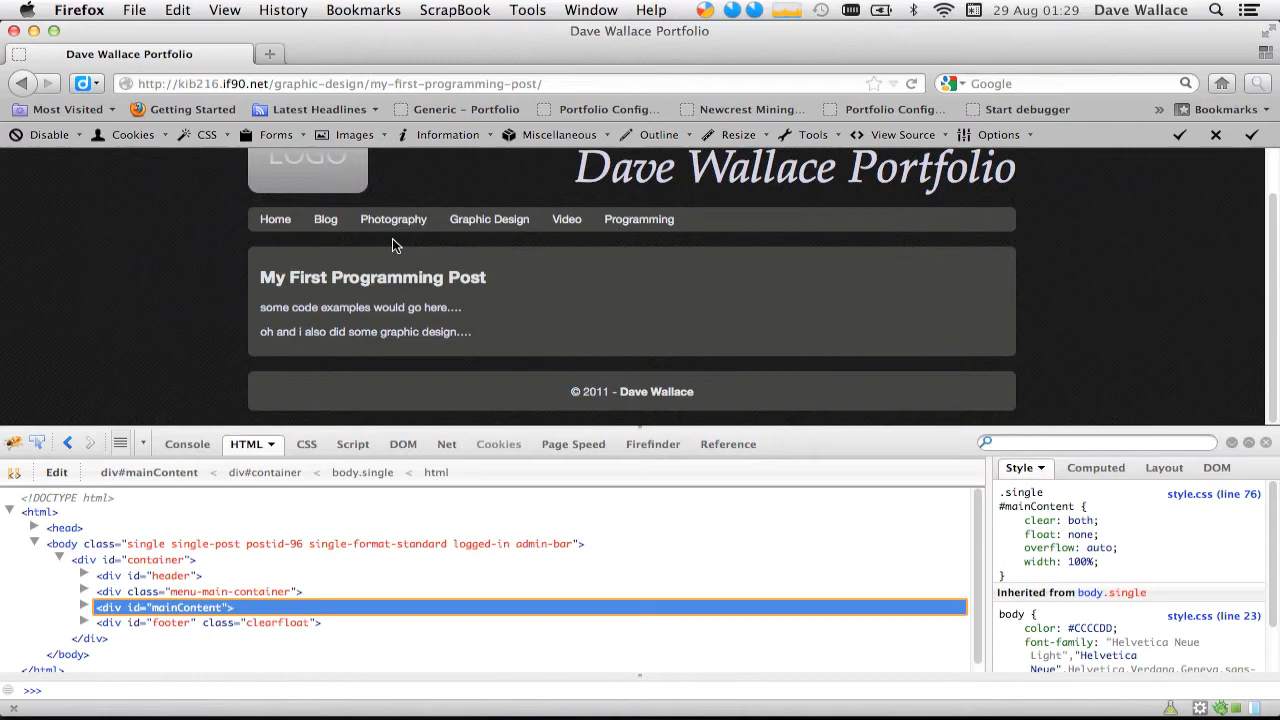 Firefox File Edit View History Bookmarks ScrapBook Tools Window Help 29 Aug 01:29 Dave Wallace
Dave Wallace Portfolio
Dave Wallace Portfolio
http://kib216.if90.net/graphic-design/my-first-programming-post/ Google
Most Visited Getting Started Latest Headlines Generic – Portfolio Portfolio Config... Newcrest Mining... Portfolio Config... Start debugger » Bookmarks
Disable Cookies CSS Forms Images Information Miscellaneous Outline Resize Tools View Source Options
LOGO
Dave Wallace Portfolio
Home Blog Photography Graphic Design Video Programming
My First Programming Post
some code examples would go here....
oh and i also did some graphic design....
© 2011 - Dave Wallace
Console HTML CSS Script DOM Net Cookies Page Speed Firefinder Reference
Edit div#mainContent < div#container < body.single < html
<!DOCTYPE html>
<html>
<head>
<body class="single single-post postid-96 single-format-standard logged-in admin-bar">
<div id="container">
<div id="header">
<div class="menu-main-container">
<div id="mainContent">
<div id="footer" class="clearfloat">
</div>
</body>
</html>
>>>
Style Computed Layout DOM
.single style.css (line 76)
#mainContent {
clear: both;
float: none;
overflow: auto;
width: 100%;
}
Inherited from body.single
body { style.css (line 23)
color: #CCCCDD;
font-family: "Helvetica Neue
Light","Helvetica
Neue",Helvetica,Verdana,Geneva,sans-